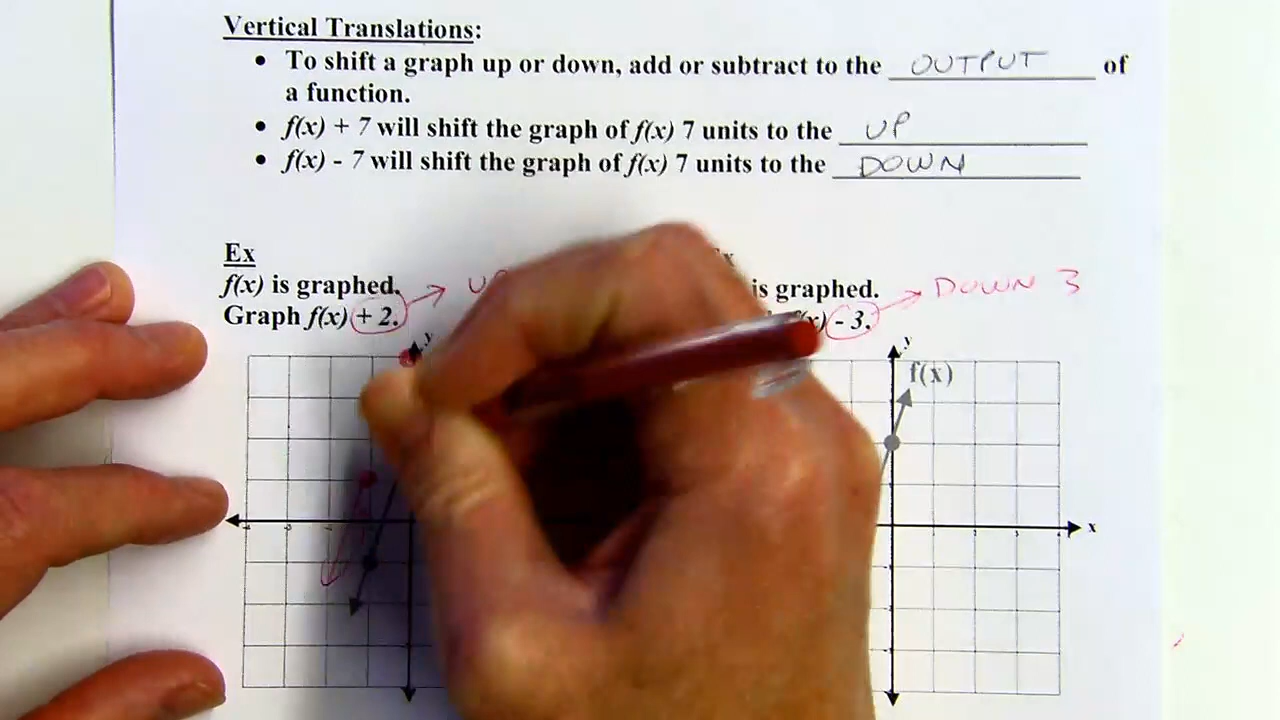 Vertical Translations:
• To shift a graph up or down, add or subtract to the OUTPUT of
a function.
• f(x) + 7 will shift the graph of f(x) 7 units to the UP
• f(x) - 7 will shift the graph of f(x) 7 units to the DOWN
Ex
f(x) is graphed.
Graph f(x) + 2.
is graphed. DOWN 3
f(x) - 3.
y
y
f(x)
x